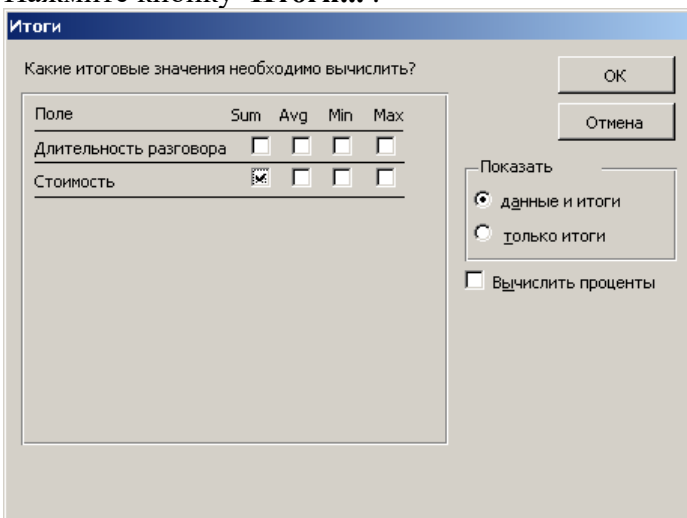 Нажмите кнопку "Итоги...".
Итоги
Какие итоговые значения необходимо вычислить?
Поле Sum Avg Min Max
Длительность разговора
Стоимость
ОК
Отмена
Показать
данные и итоги
только итоги
Вычислить проценты